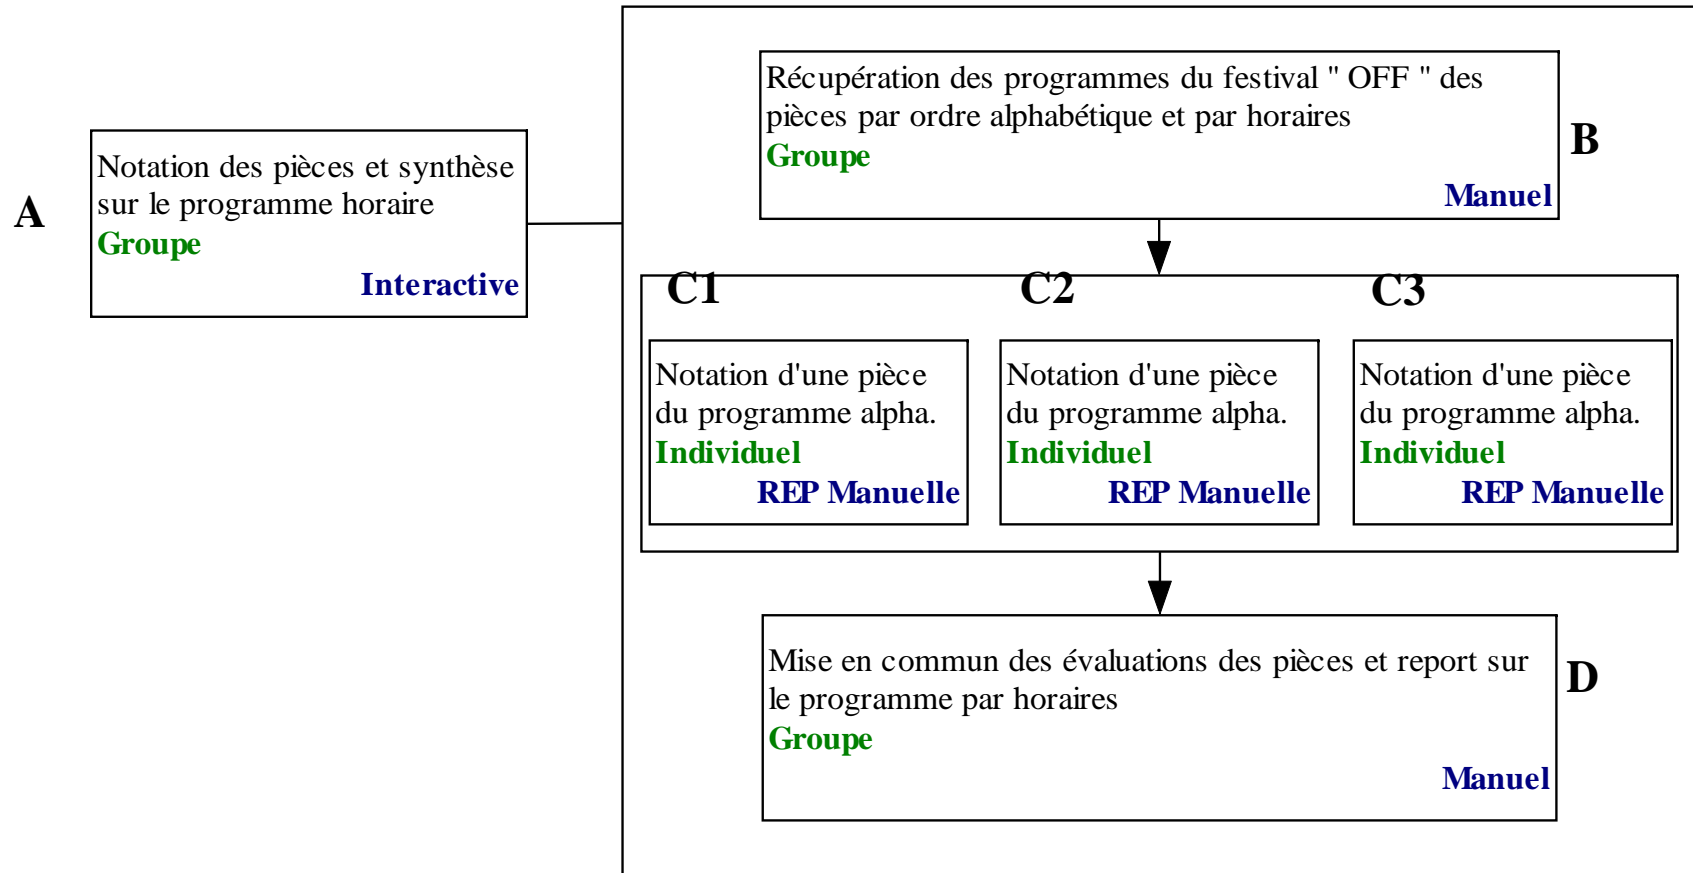 A
Notation des pièces et synthèse
sur le programme horaire
Groupe
Interactive
Récupération des programmes du festival " OFF " des
pièces par ordre alphabétique et par horaires
Groupe
Manuel
B
C1
Notation d'une pièce
du programme alpha.
Individuel
REP Manuelle
C2
Notation d'une pièce
du programme alpha.
Individuel
REP Manuelle
C3
Notation d'une pièce
du programme alpha.
Individuel
REP Manuelle
Mise en commun des évaluations des pièces et report sur
le programme par horaires
Groupe
Manuel
D